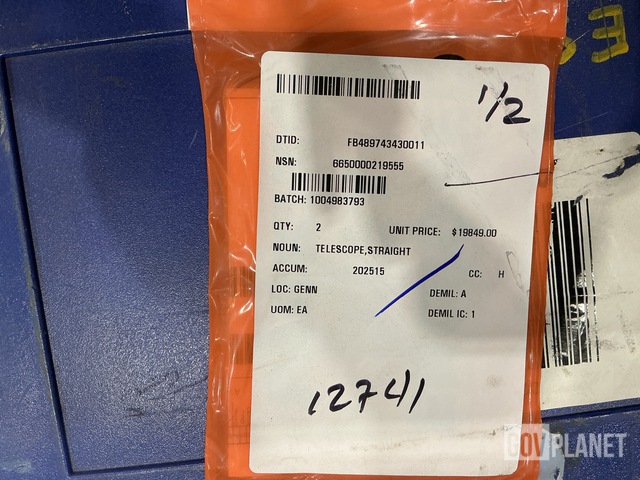 1/2
DTID: FB489743430011
NSN: 6650000219555
BATCH: 1004983793
QTY: 2 UNIT PRICE: $19849.00
NOUN: TELESCOPE,STRAIGHT
ACCUM: 202515 CC: H
LOC: GENN DEMIL: A
UOM: EA DEMIL IC: 1
12741
GOVPLANET